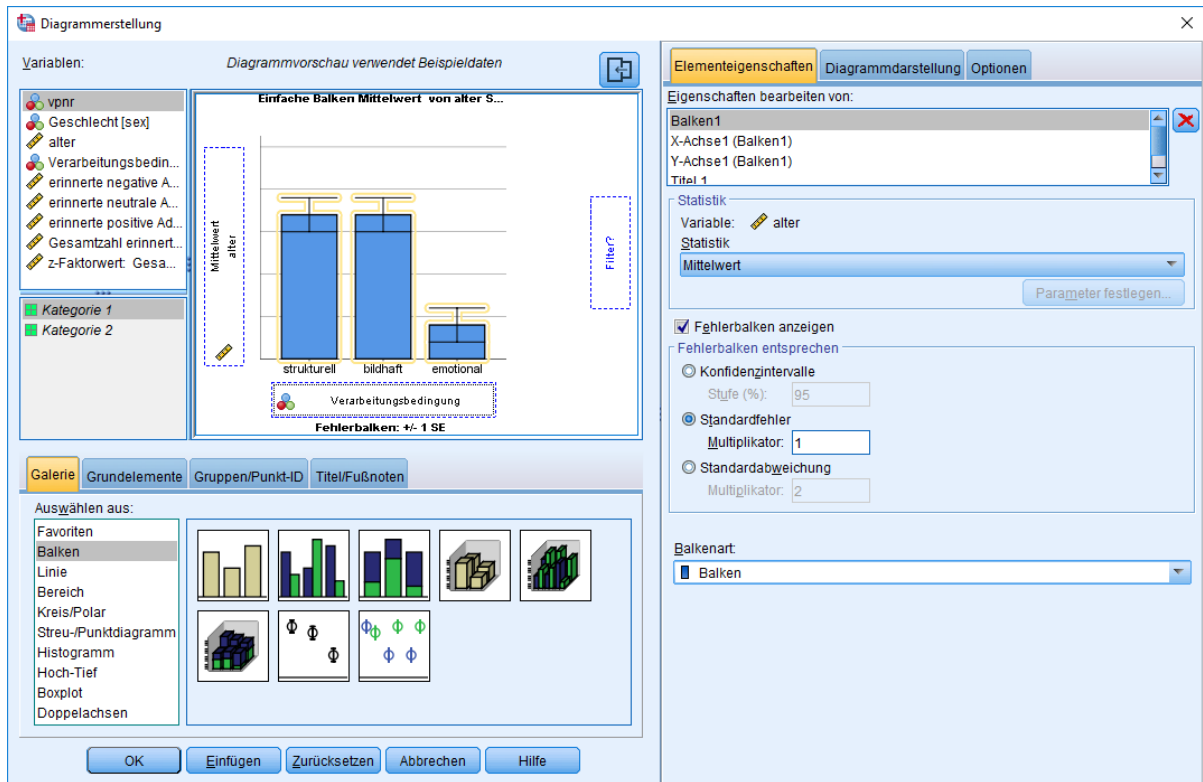 Diagrammerstellung
Variablen:
Diagrammvorschau verwendet Beispieldaten
vpnr
Geschlecht [sex]
alter
Verarbeitungsbedin...
erinnerte negative A...
erinnerte neutrale A...
erinnerte positive Ad...
Gesamtzahl erinnert...
z-Faktorwert: Gesa...
Kategorie 1
Kategorie 2
Einfache Balken Mittelwert von alter S...
Mittelwert
alter
Filter?
strukturell bildhaft emotional
Verarbeitungsbedingung
Fehlerbalken: +/- 1 SE
Galerie Grundelemente Gruppen/Punkt-ID Titel/Fußnoten
Auswählen aus:
Favoriten
Balken
Linie
Bereich
Kreis/Polar
Streu-/Punktdiagramm
Histogramm
Hoch-Tief
Boxplot
Doppelachsen
OK Einfügen Zurücksetzen Abbrechen Hilfe
Elementeigenschaften Diagrammdarstellung Optionen
Eigenschaften bearbeiten von:
Balken1
X-Achse1 (Balken1)
Y-Achse1 (Balken1)
Titel 1
Statistik
Variable: alter
Statistik
Mittelwert
Parameter festlegen...
Fehlerbalken anzeigen
Fehlerbalken entsprechen
Konfidenzintervalle
Stufe (%): 95
Standardfehler
Multiplikator: 1
Standardabweichung
Multiplikator: 2
Balkenart:
Balken